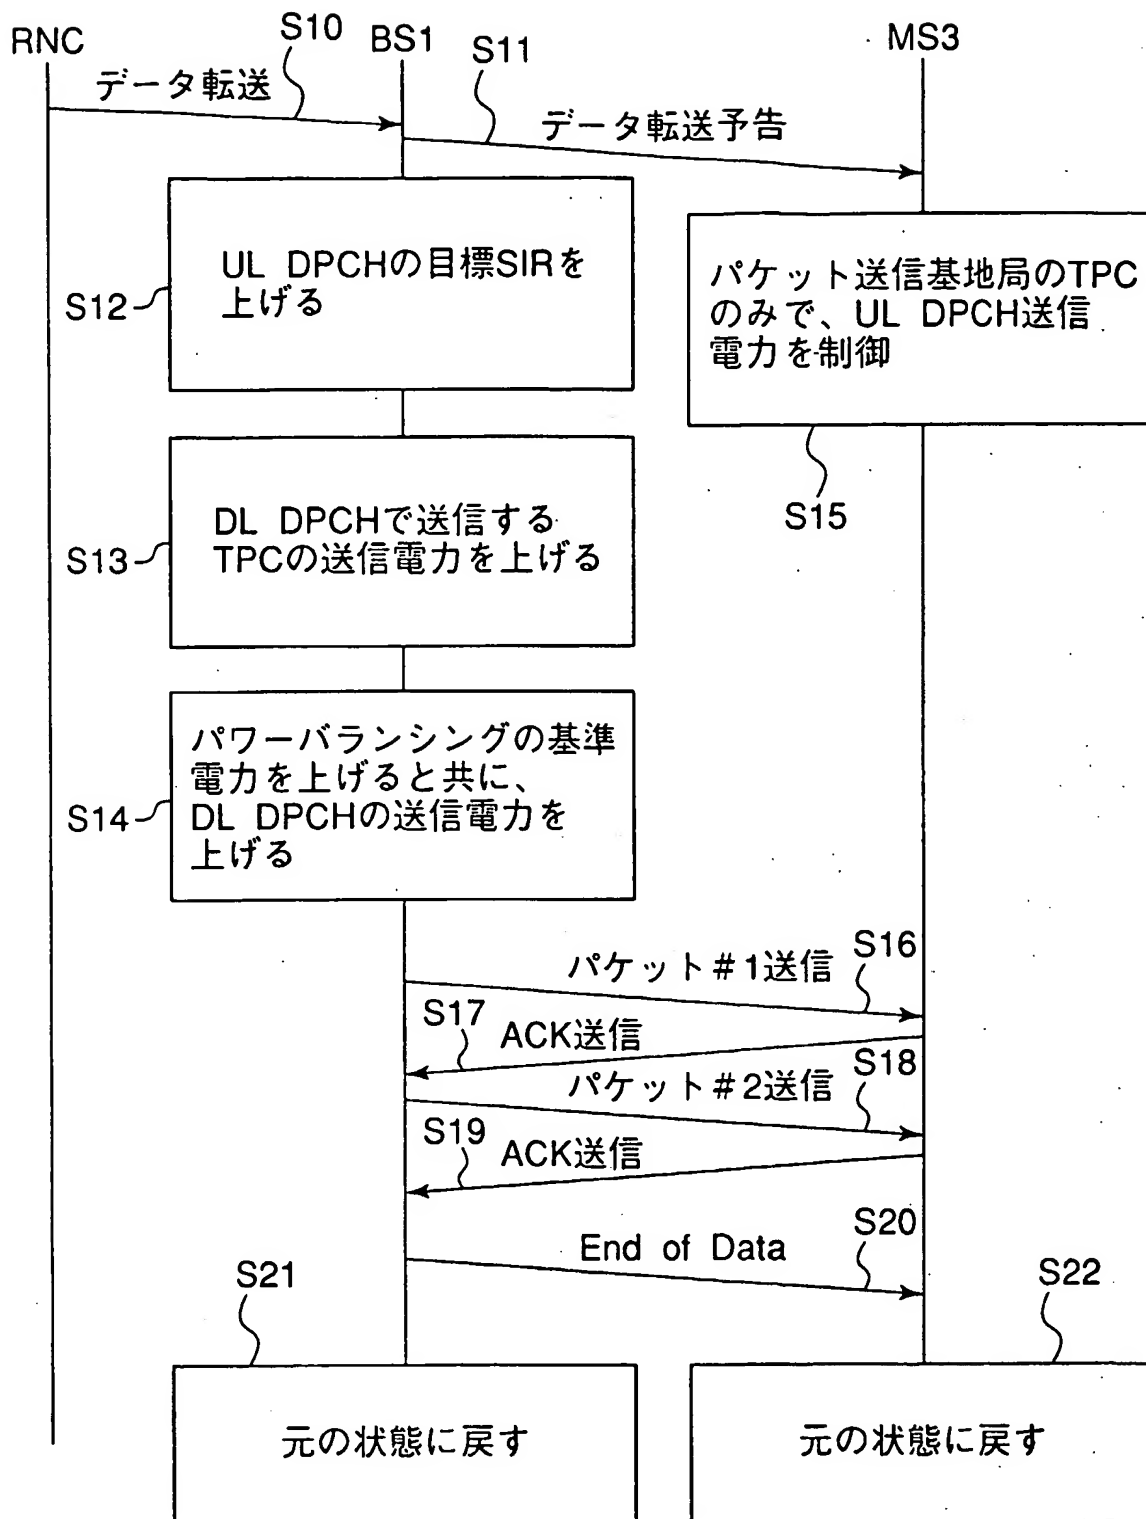 RNC
BS1
MS3
S10
S11
データ転送
データ転送予告
UL DPCHの目標SIRを
上げる
S12
パケット送信基地局のTPC
のみで、UL DPCH送信
電力を制御
S15
DL DPCHで送信する
TPCの送信電力を上げる
S13
パワーバランシングの基準
電力を上げると共に、
DL DPCHの送信電力を
上げる
S14
パケット#1送信
S16
S17
ACK送信
パケット#2送信
S18
S19
ACK送信
End of Data
S20
S21
S22
元の状態に戻す
元の状態に戻す